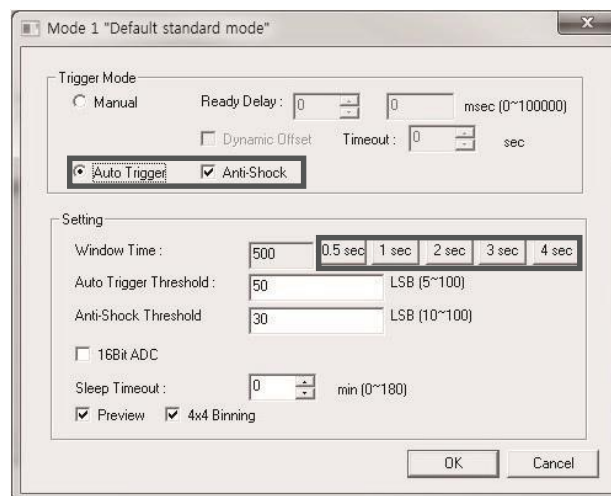 Mode 1 "Default standard mode"
x
Trigger Mode
Manual Ready Delay : 0 0 msec (0~100000)
Dynamic Offset Timeout : 0 sec
Auto Trigger Anti-Shock
Setting
Window Time : 500 0.5 sec 1 sec 2 sec 3 sec 4 sec
Auto Trigger Threshold : 50 LSB (5~100)
Anti-Shock Threshold 30 LSB (10~100)
16Bit ADC
Sleep Timeout : 0 min (0~180)
Preview 4x4 Binning
OK Cancel